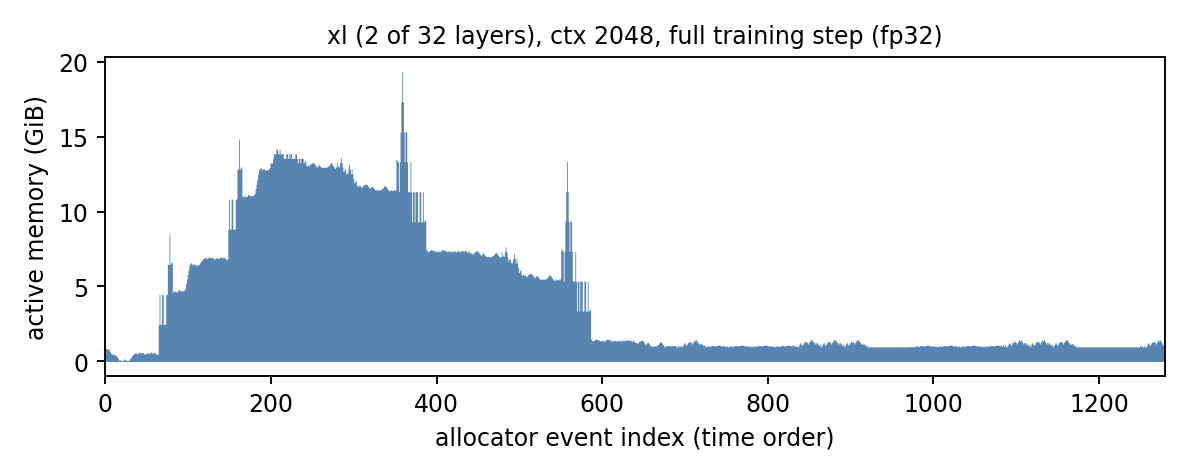 xl (2 of 32 layers), ctx 2048, full training step (fp32)
active memory (GiB)
20
15
10
5
0
0 200 400 600 800 1000 1200
allocator event index (time order)